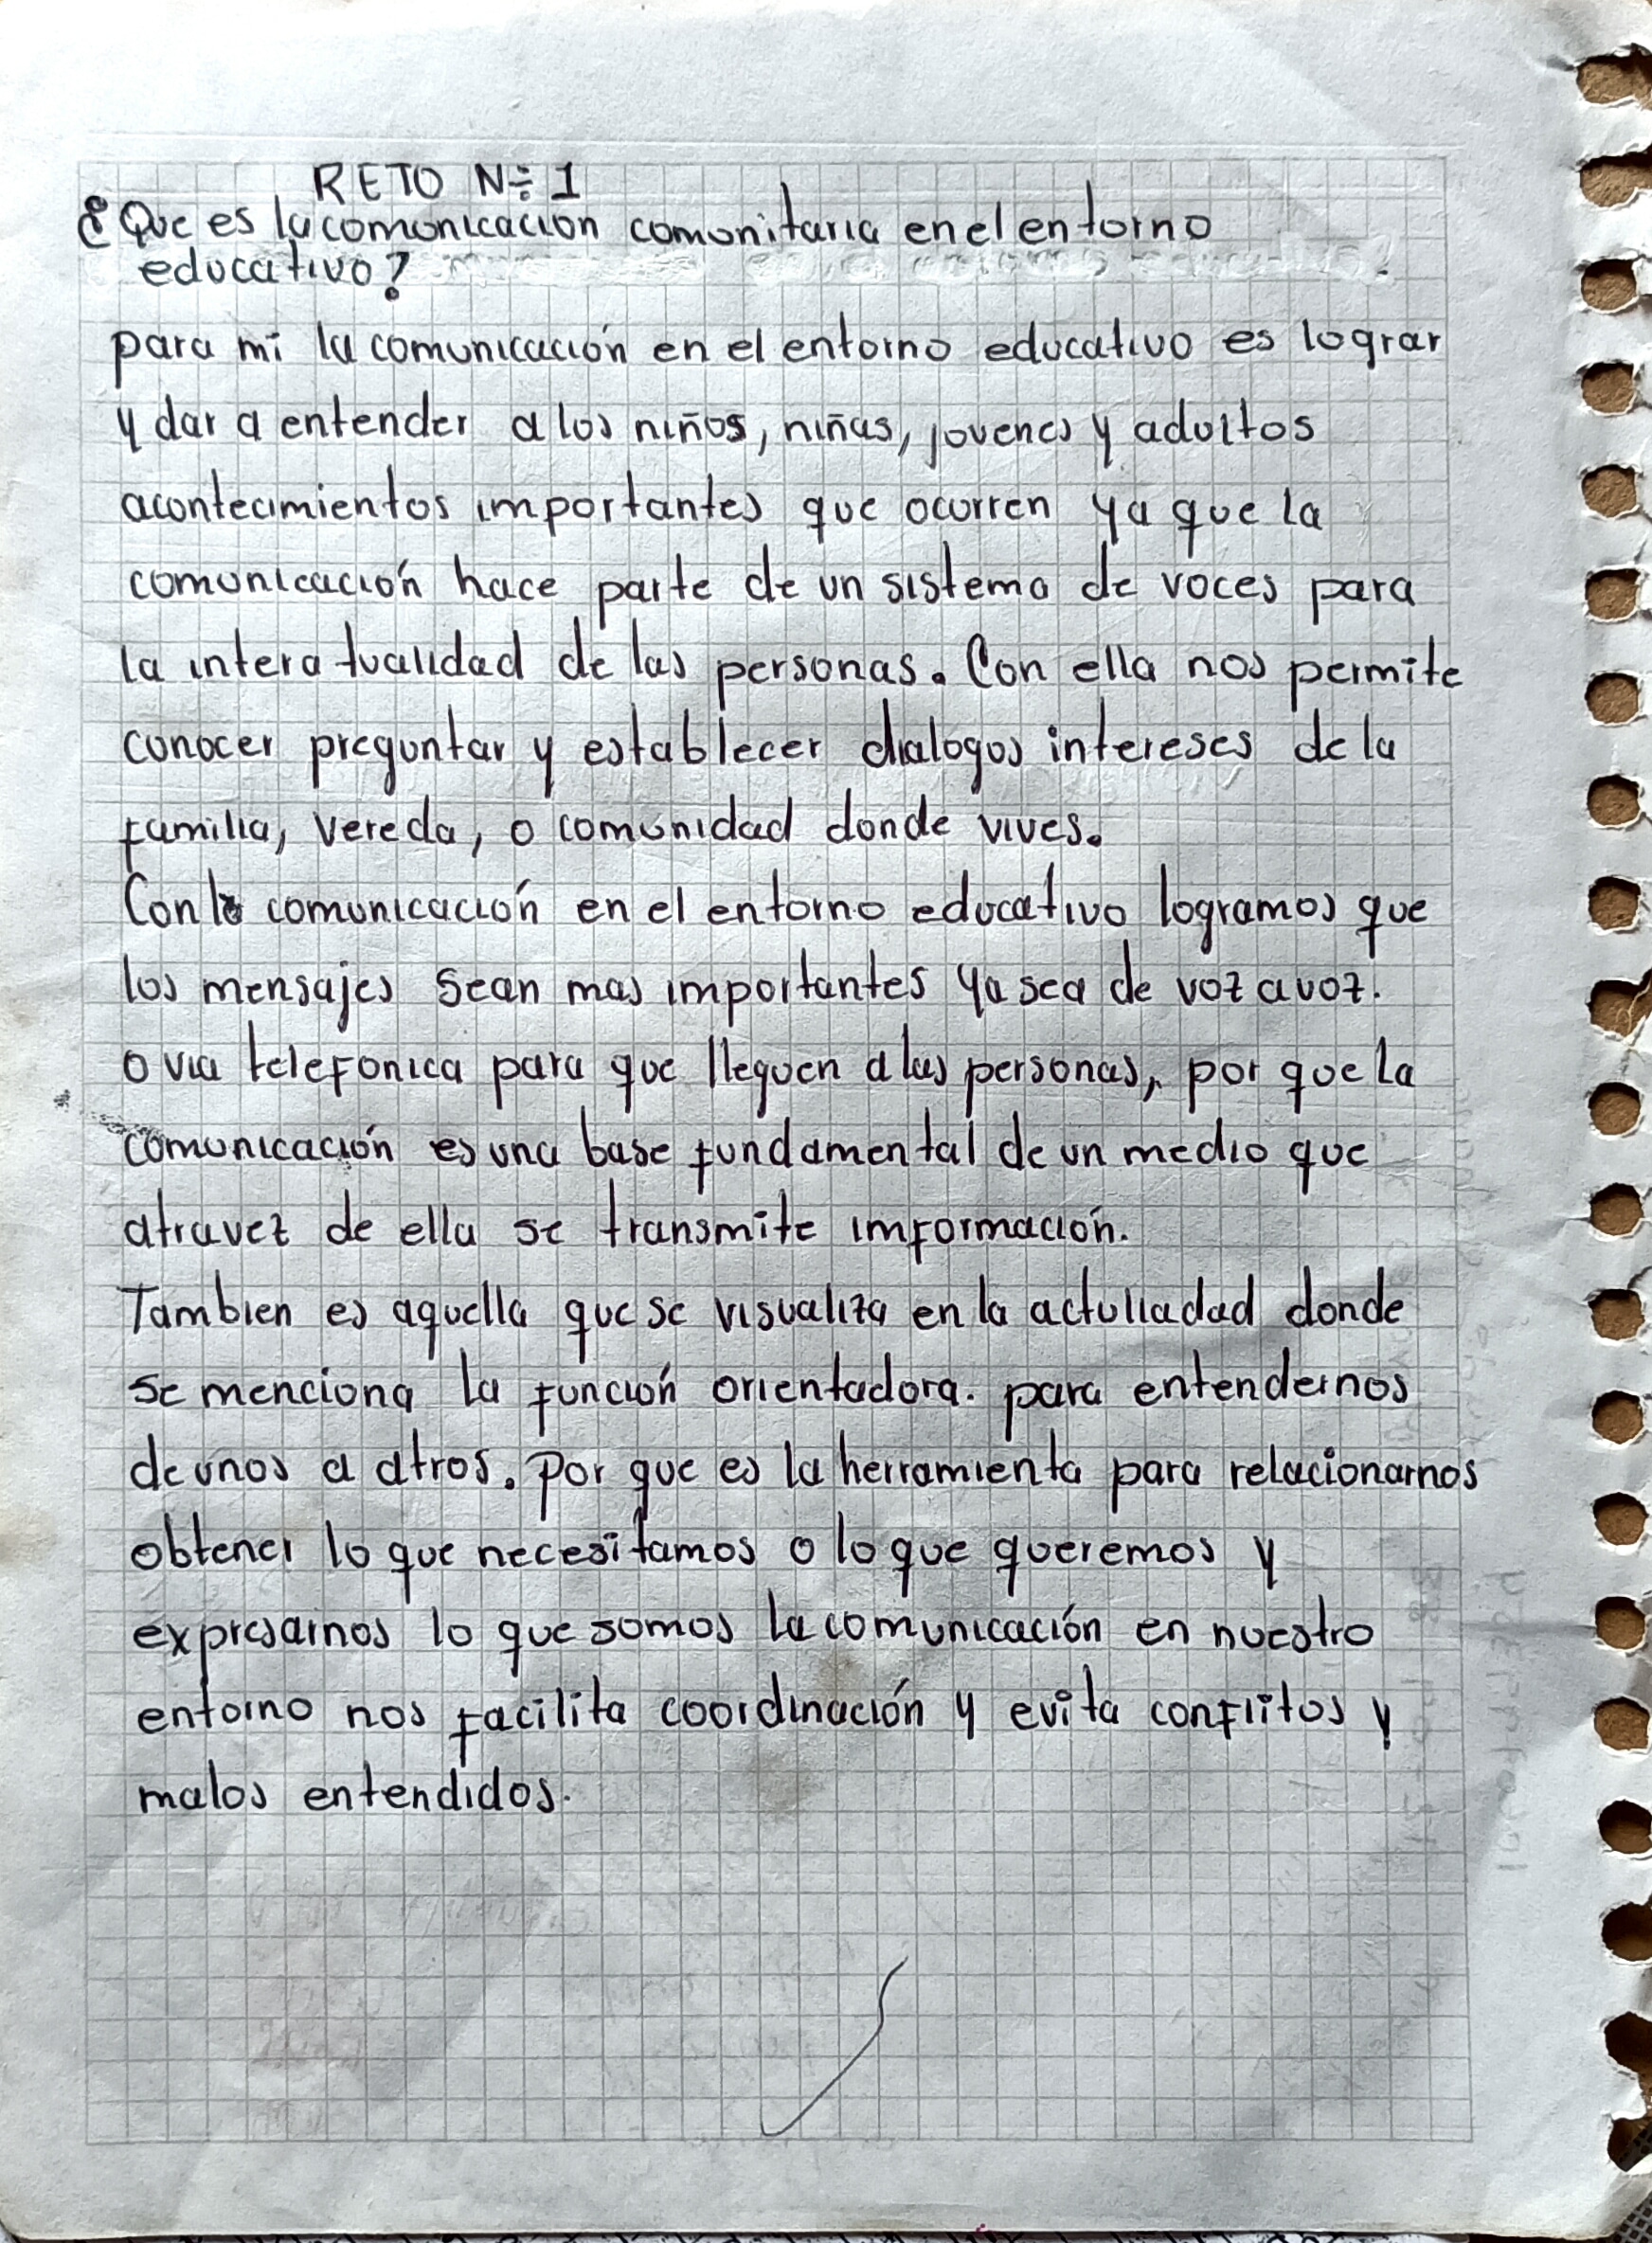 RETO Nº 1
¿Que es la comonicacion comonitaria en el entorno
educativo?
para mi la comunicación en el entorno educativo es lograr
y dar a entender a los niños, niñas, jovenes y adultos
acontecimientos importantes que ocurren ya que la
comunicación hace parte de un sistema de voces para
la interatualidad de las personas. Con ella nos permite
conocer preguntar y establecer dialogos intereses de la
familia, vereda, o comunidad donde vives.
Con la comunicación en el entorno educativo logramos que
los mensajes sean mas importantes ya sea de voz a voz.
o via telefonica para que lleguen a las personas, por que la
comunicación es una base fundamental de un medio que
atravez de ella se transmite imformación.
Tambien es aquella que se visualiza en la actulladad donde
se menciona la función orientadora. para entendernos
de unos a atros. Por que es la herramienta para relacionarnos
obtener lo que necesitamos o lo que queremos y
expresarnos lo que somos la comunicación en nuestro
entorno nos facilita coordinación y evita conflitos y
malos entendidos.